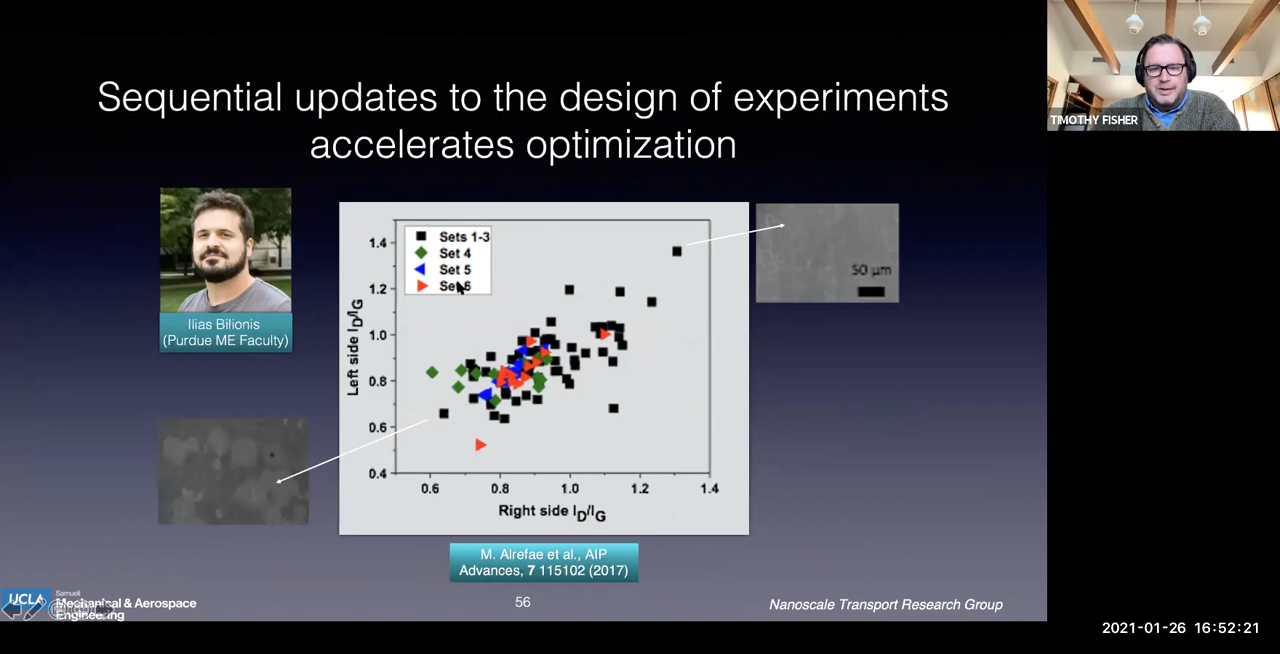 Sequential updates to the design of experiments
accelerates optimization
TIMOTHY FISHER
Ilias Bilionis
(Purdue ME Faculty)
Sets 1-3
Set 4
Set 5
Set 6
1.4
1.2
1.0
0.8
0.6
0.4
Left side ID/IG
0.6 0.8 1.0 1.2 1.4
Right side ID/IG
50 μm
M. Alrefae et al., AIP
Advances, 7 115102 (2017)
UCLA
Samueli
Mechanical & Aerospace
Engineering
56
Nanoscale Transport Research Group
2021-01-26 16:52:21